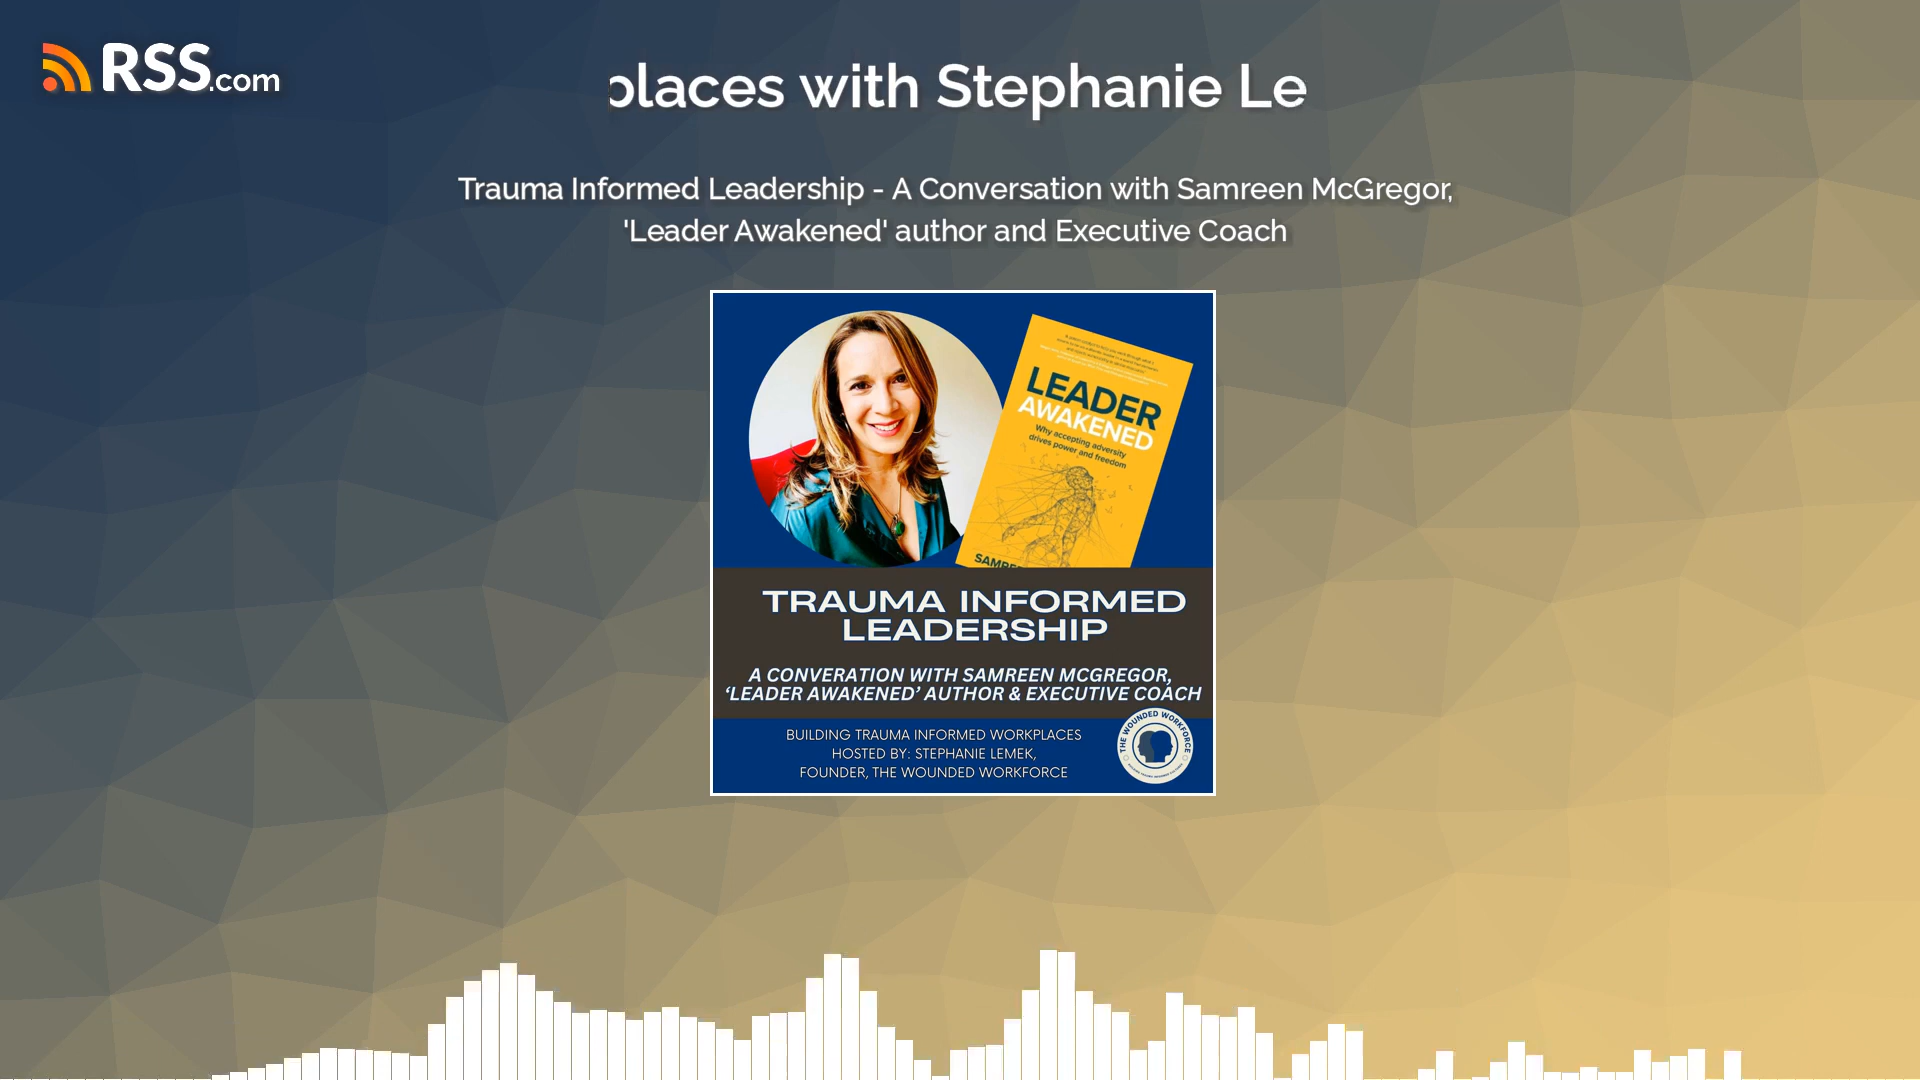 RSS.com
places with Stephanie Le
Trauma Informed Leadership - A Conversation with Samreen McGregor,
'Leader Awakened' author and Executive Coach
LEADER
AWAKENED
Why accepting adversity
drives power and freedom
TRAUMA INFORMED
LEADERSHIP
A CONVERATION WITH SAMREEN MCGREGOR,
‘LEADER AWAKENED’ AUTHOR & EXECUTIVE COACH
BUILDING TRAUMA INFORMED WORKPLACES
HOSTED BY: STEPHANIE LEMEK,
FOUNDER, THE WOUNDED WORKFORCE
THE WOUNDED WORKFORCE